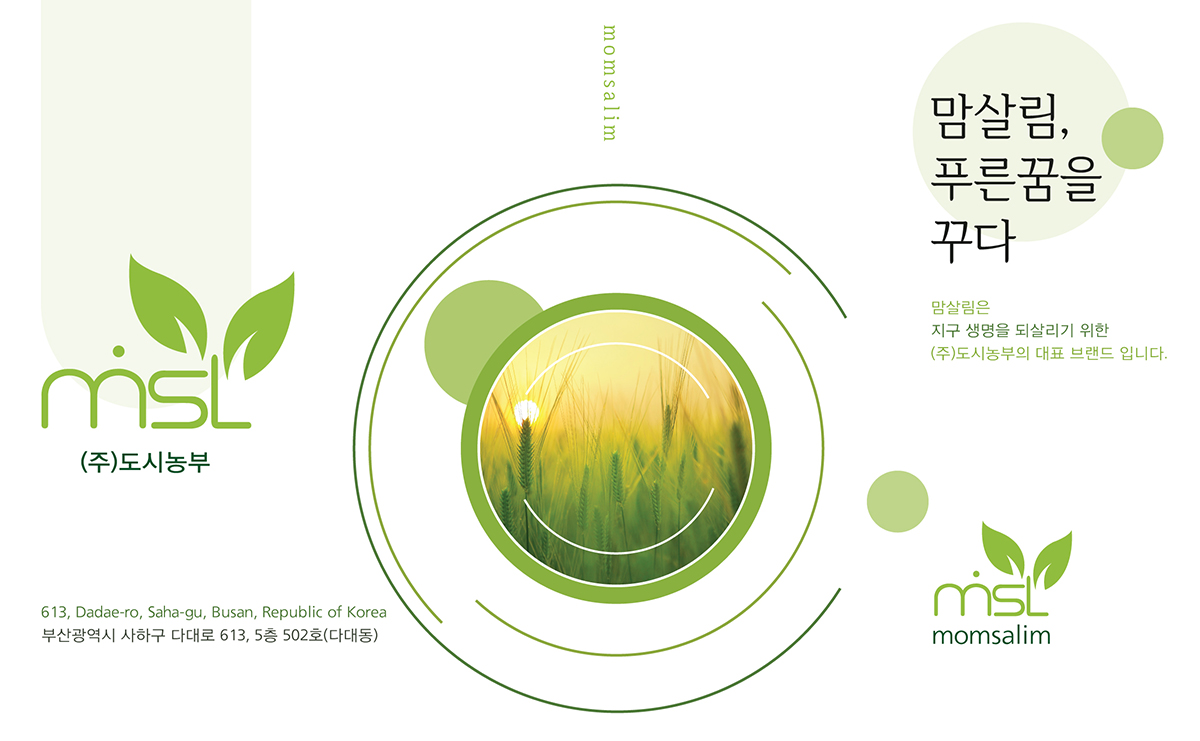 momsalim
맘살림,
푸른꿈을
꾸다
맘살림은
지구 생명을 되살리기 위한
(주)도시농부의 대표 브랜드 입니다.
msl
(주)도시농부
613, Dadae-ro, Saha-gu, Busan, Republic of Korea
부산광역시 사하구 다대로 613, 5층 502호(다대동)
msl
momsalim